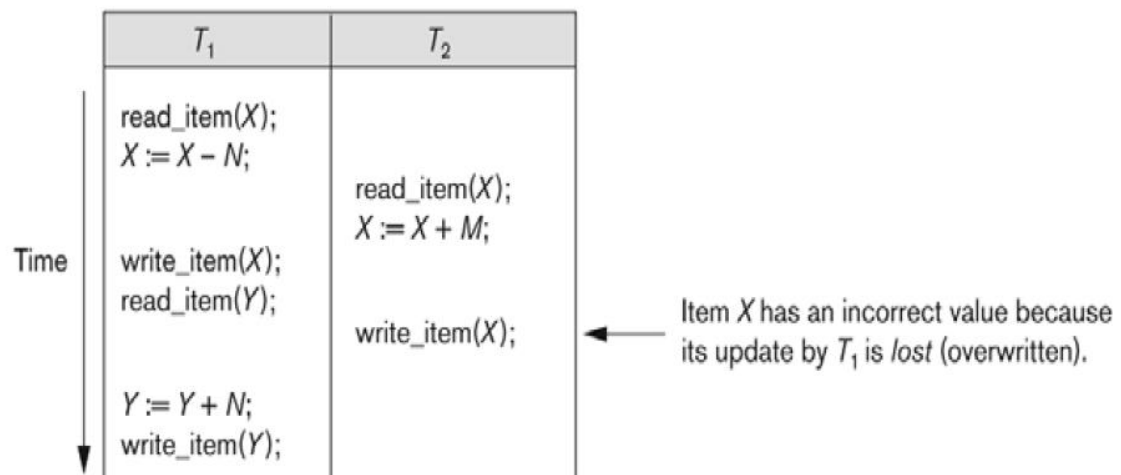 T1 T2
read_item(X);
X := X – N;
read_item(X);
X := X + M;
Time
write_item(X);
read_item(Y);
write_item(X);
Item X has an incorrect value because
its update by T1 is lost (overwritten).
Y := Y + N;
write_item(Y);